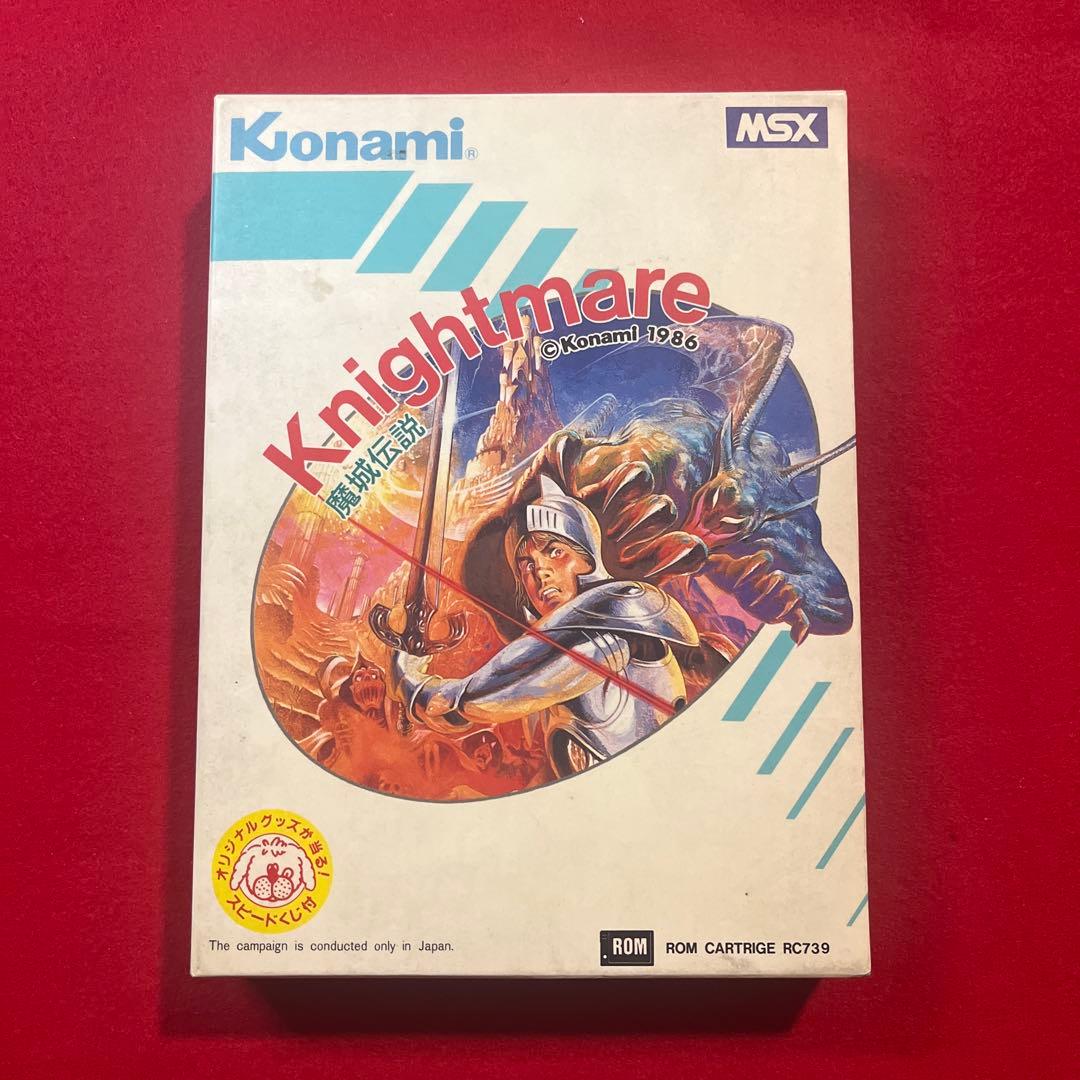 Konami®
MSX
Knightmare
© Konami 1986
魔城伝説
オリジナルグッズが当る!
スピードくじ付
The campaign is conducted only in Japan.
ROM
ROM CARTRIGE RC739